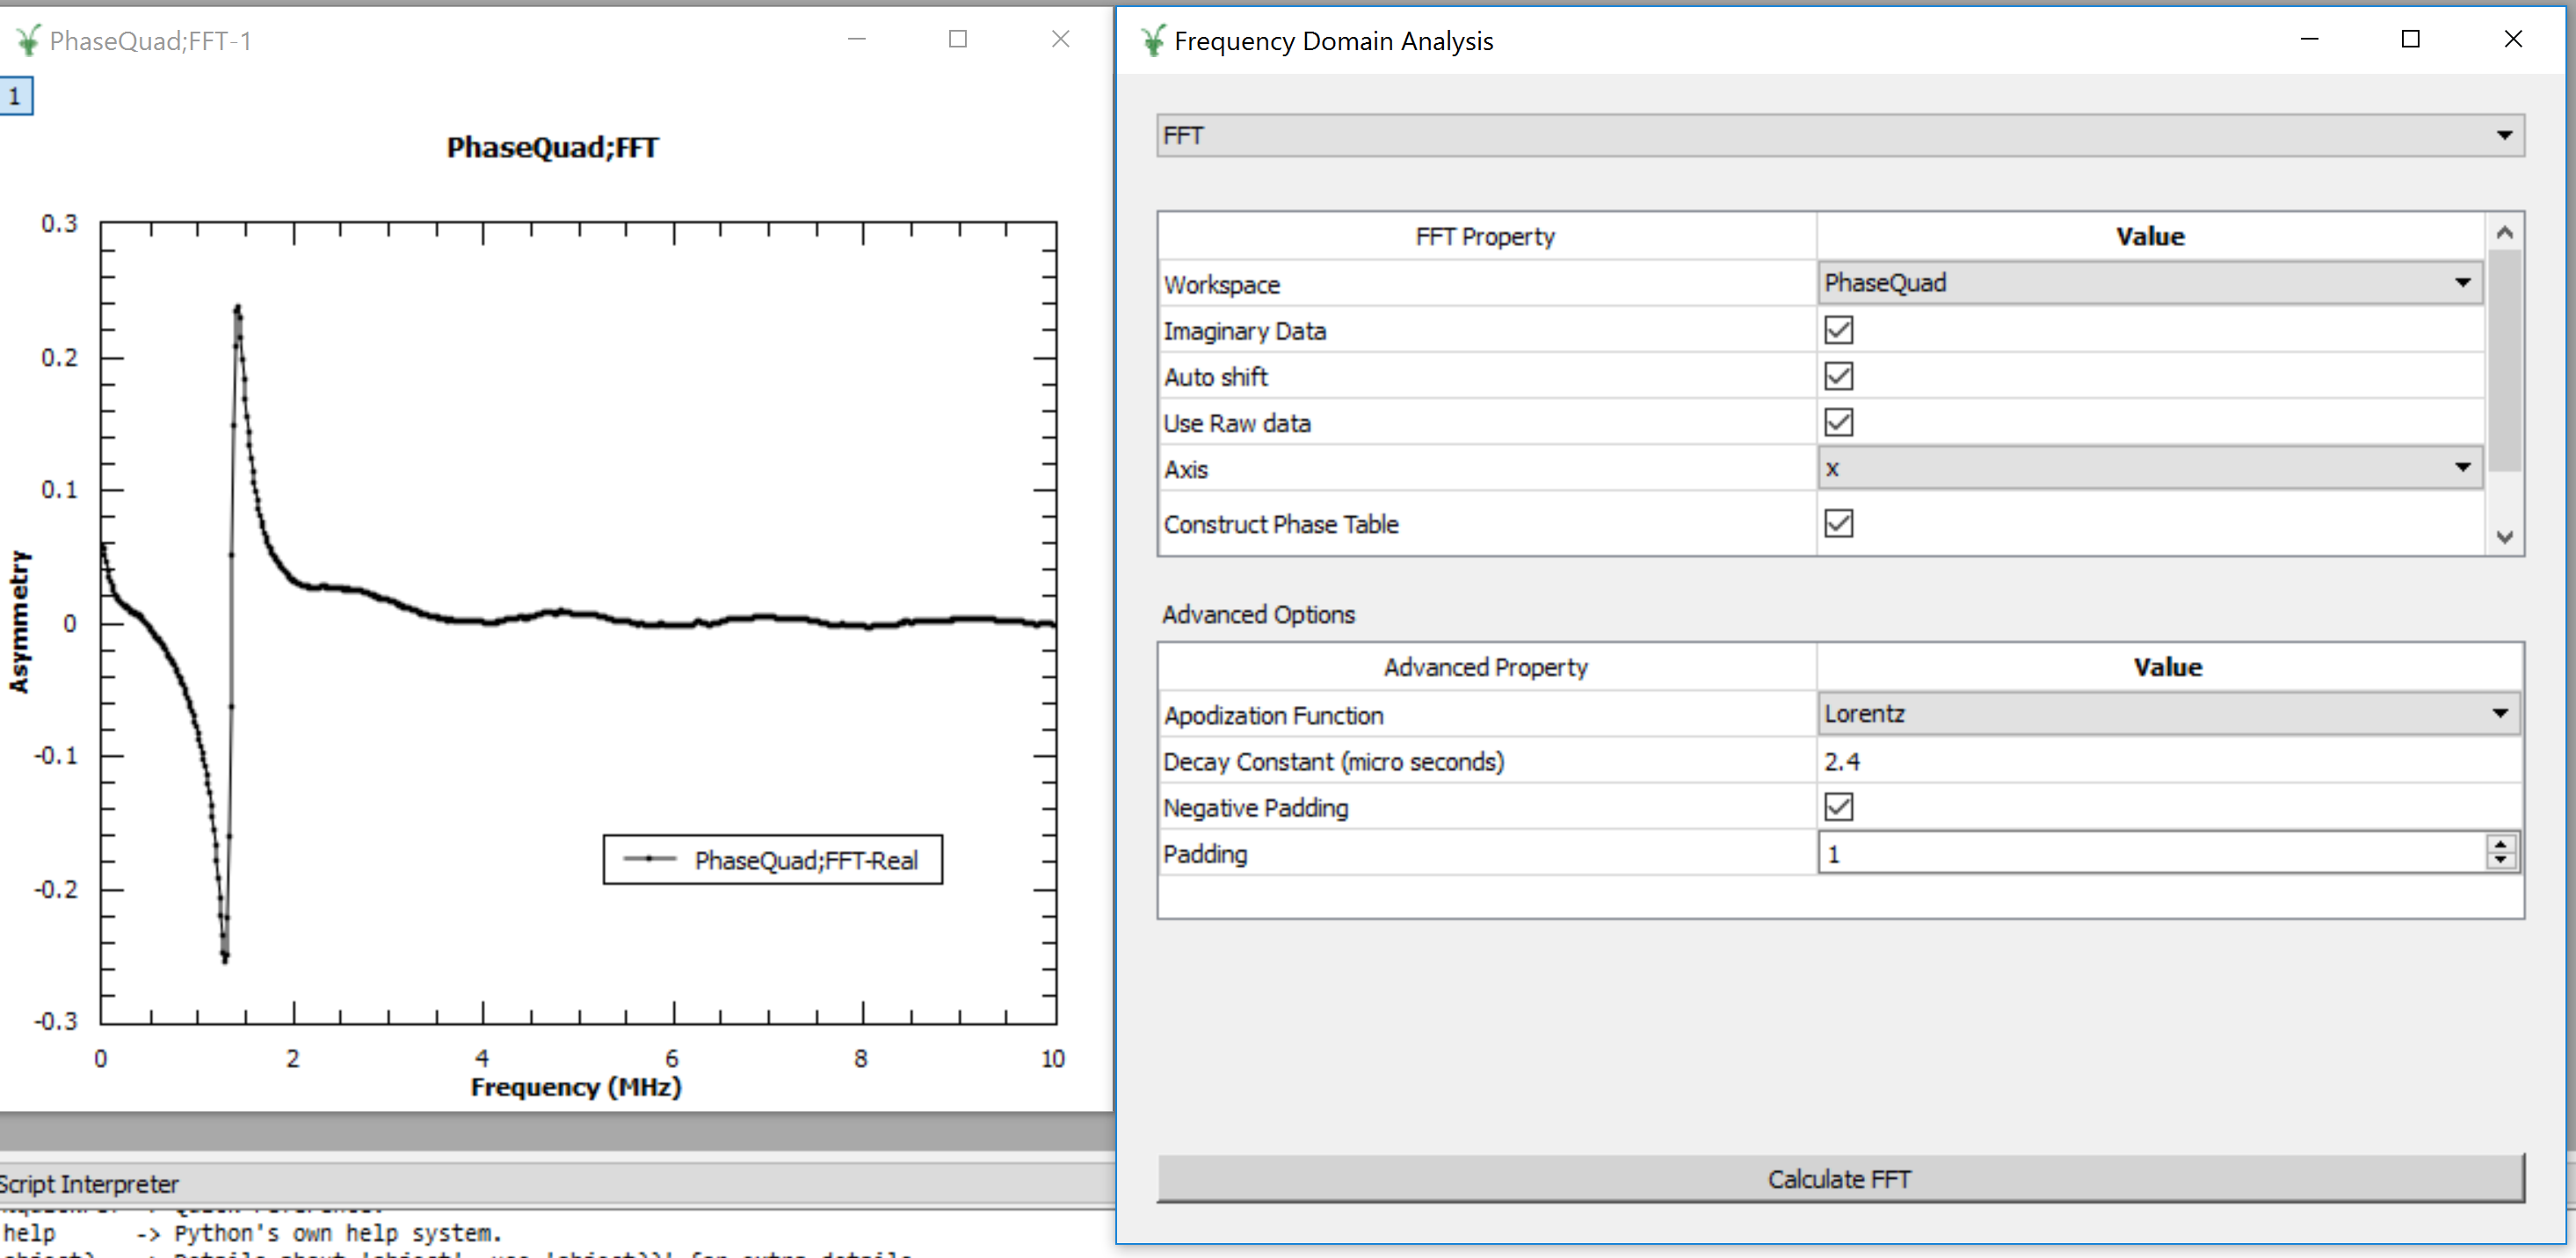 PhaseQuad;FFT-1
1
PhaseQuad;FFT
0.3
0.2
0.1
0
-0.1
-0.2
-0.3
Asymmetry
PhaseQuad;FFT-Real
0 2 4 6 8 10
Frequency (MHz)
Script Interpreter
help -> Python's own help system.
Frequency Domain Analysis
FFT
FFT Property Value
Workspace PhaseQuad
Imaginary Data
Auto shift
Use Raw data
Axis x
Construct Phase Table
Advanced Options
Advanced Property Value
Apodization Function Lorentz
Decay Constant (micro seconds) 2.4
Negative Padding
Padding 1
Calculate FFT